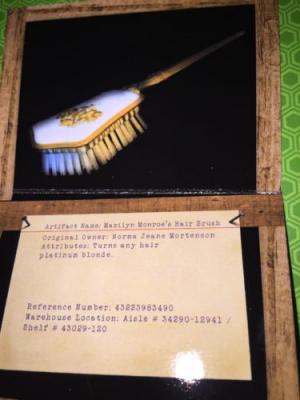 Artifact Name: Marilyn Monroe's Hair Brush
Original Owner: Norma Jeane Mortenson
Attributes: Turns any hair
platinum blonde.
Reference Number: 43223983490
Warehouse Location: Aisle # 34290-12941 /
Shelf # 43029-120